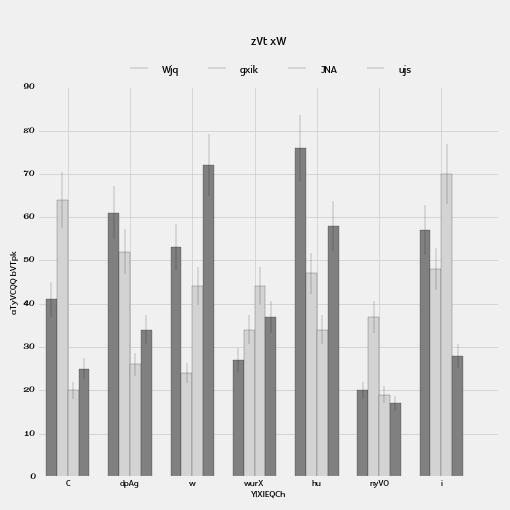 zVt xW
Wjq gxik JNA ujs
90
80
70
60
50
40
30
20
10
0
aTyVCQQ bVTpk
C dpAg w wurX hu nyVO i
YlXIEQCh